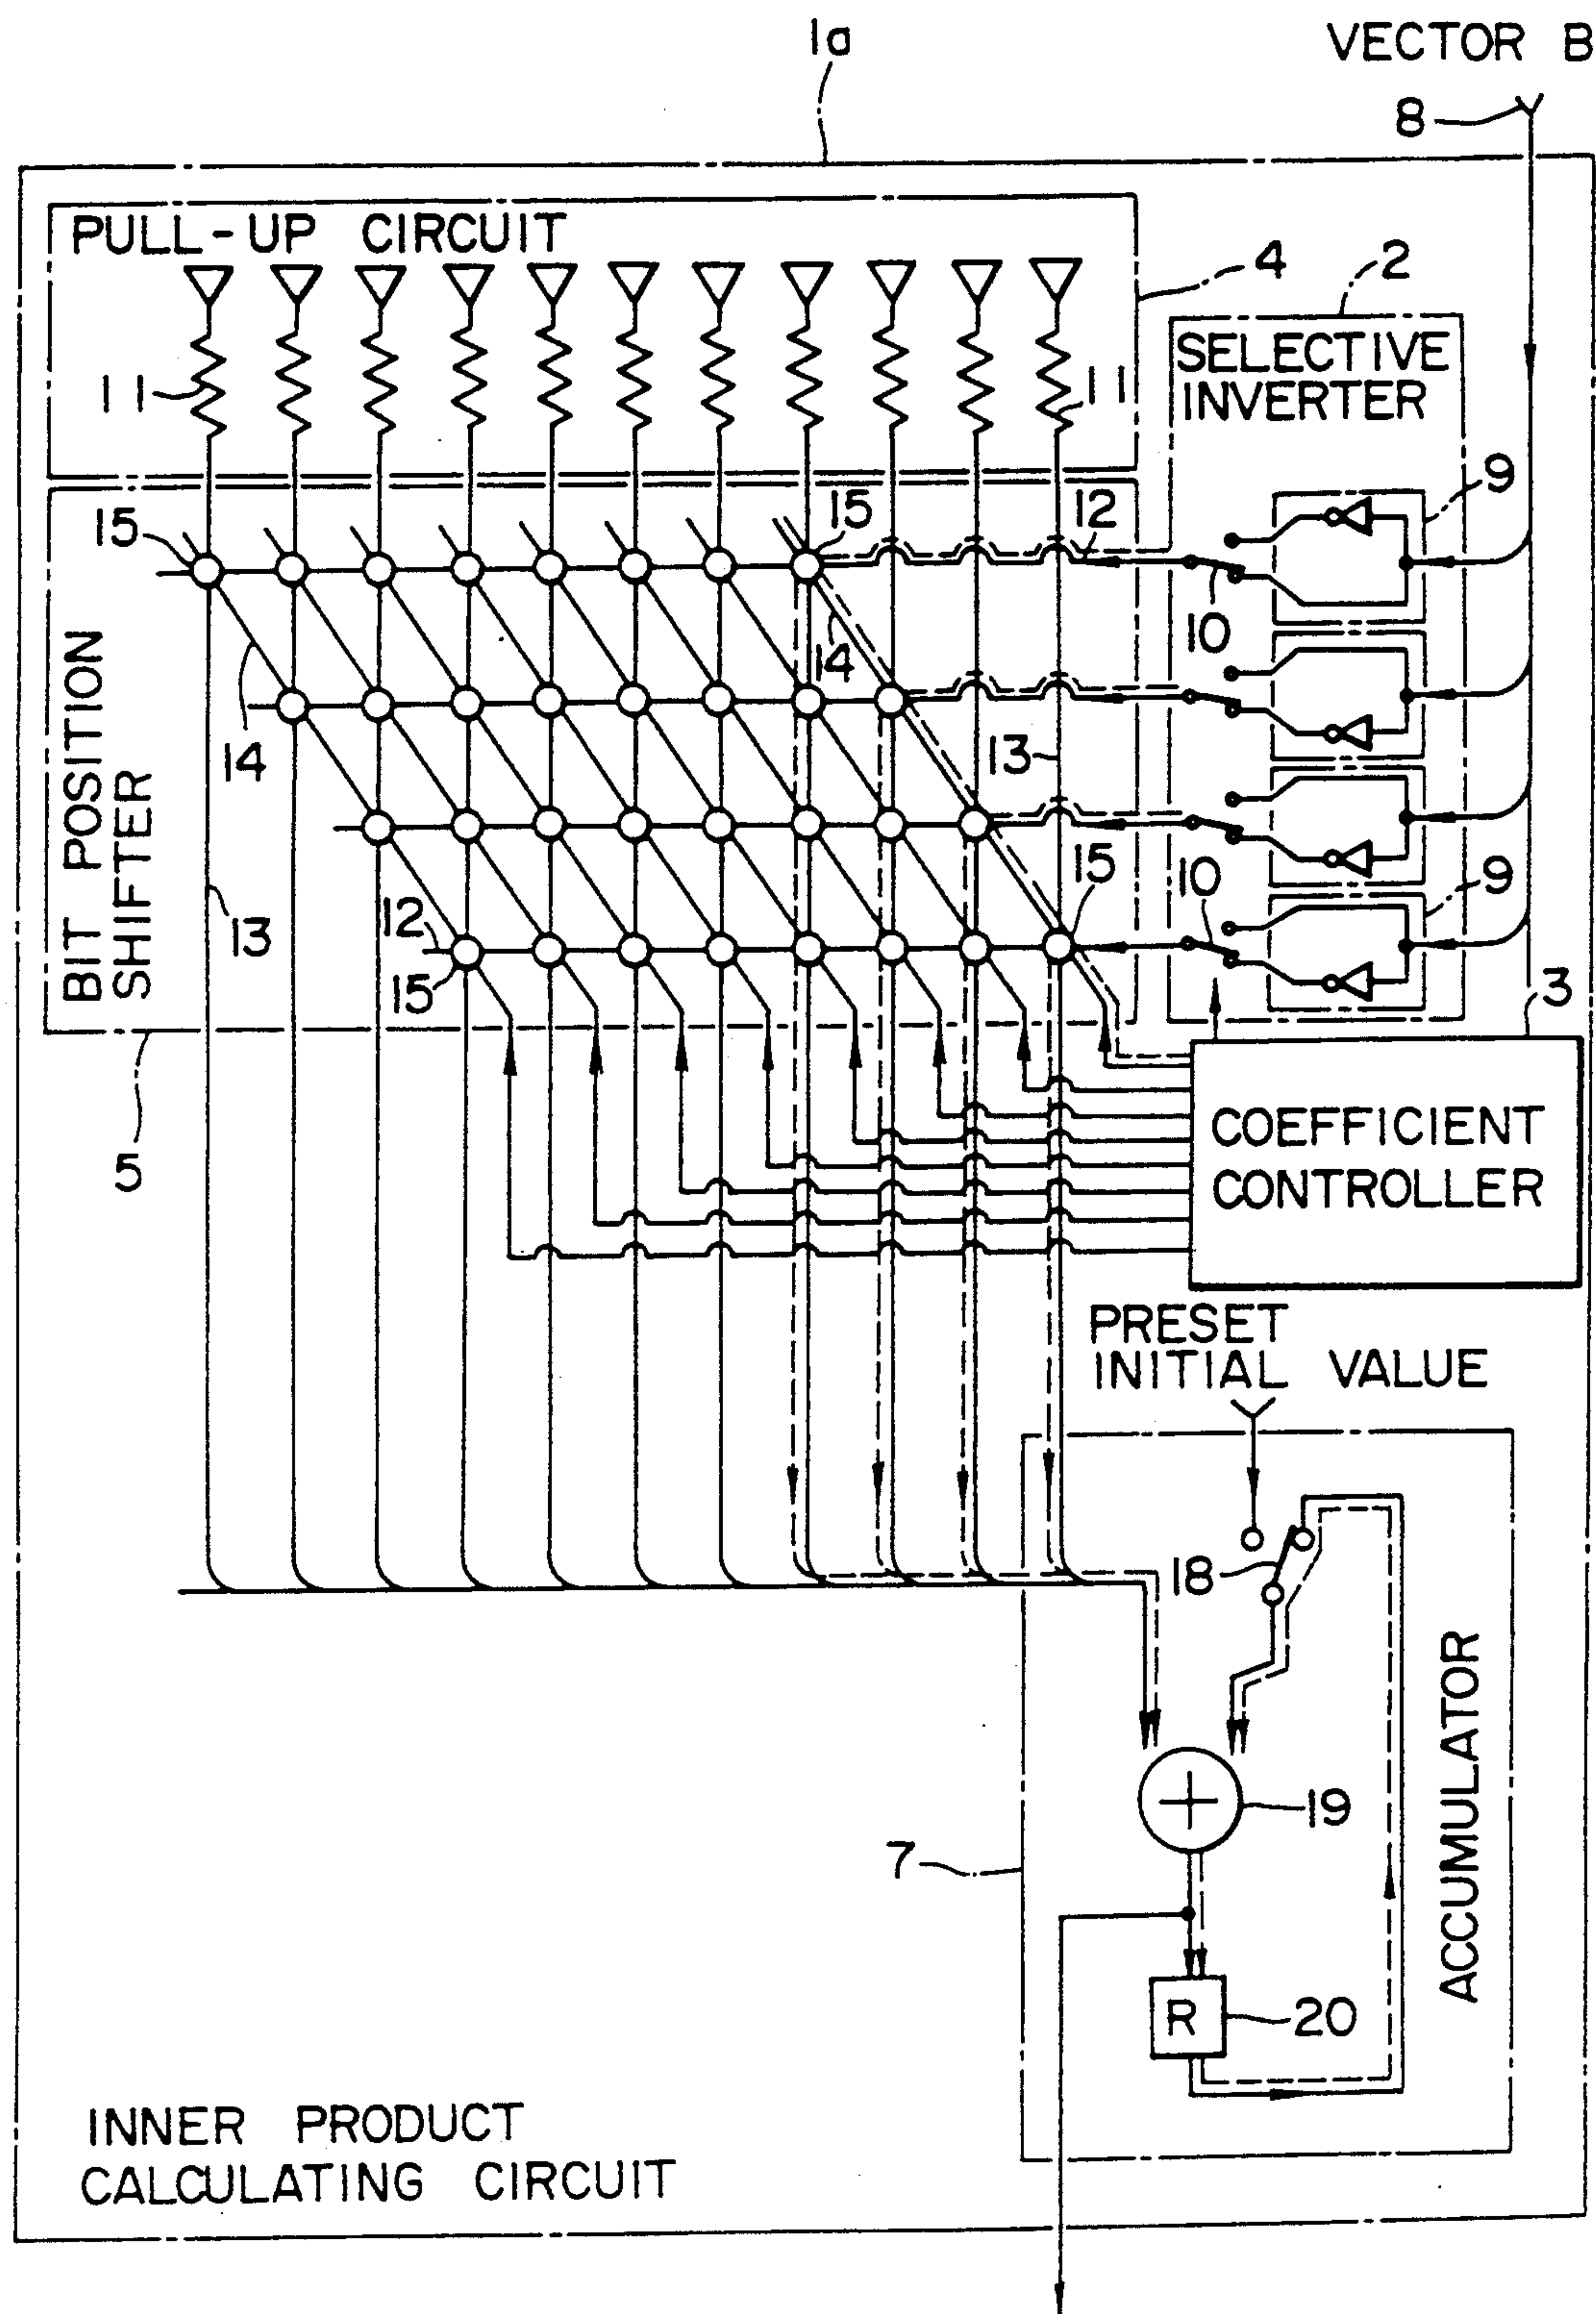 1a
VECTOR B
8
PULL-UP CIRCUIT
4
2
SELECTIVE
INVERTER
11
11
9
15
15
12
10
14
BIT POSITION
SHIFTER
14
13
15
10
9
13
12
15
3
COEFFICIENT
CONTROLLER
5
PRESET
INITIAL VALUE
18
ACCUMULATOR
19
7
R
20
INNER PRODUCT
CALCULATING CIRCUIT